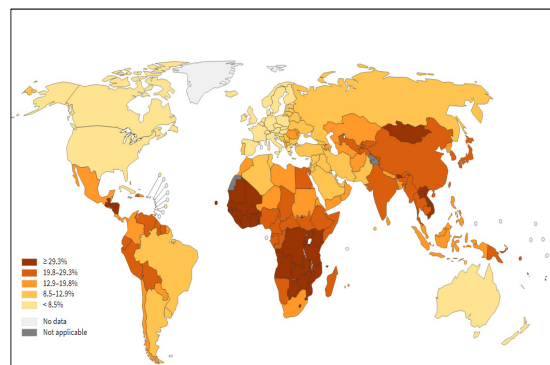 ≥ 29.3%
19.8–29.3%
12.9–19.8%
8.5–12.9%
< 8.5%
No data
Not applicable